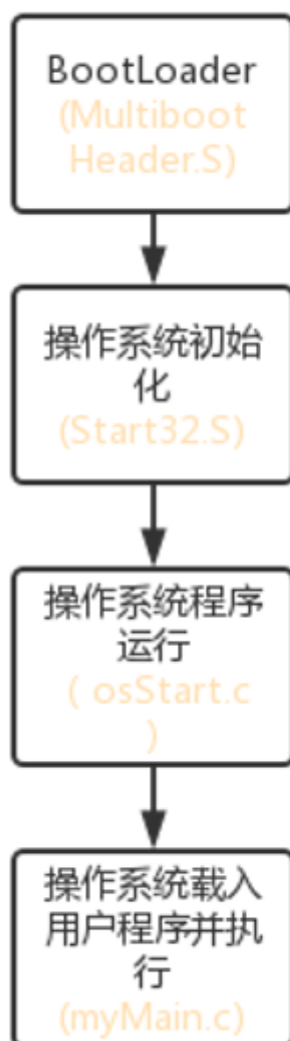 BootLoader
(Multiboot
Header.S)
操作系统初始
化
(Start32.S)
操作系统程序
运行
( osStart.c
)
操作系统载入
用户程序并执
行
(myMain.c)